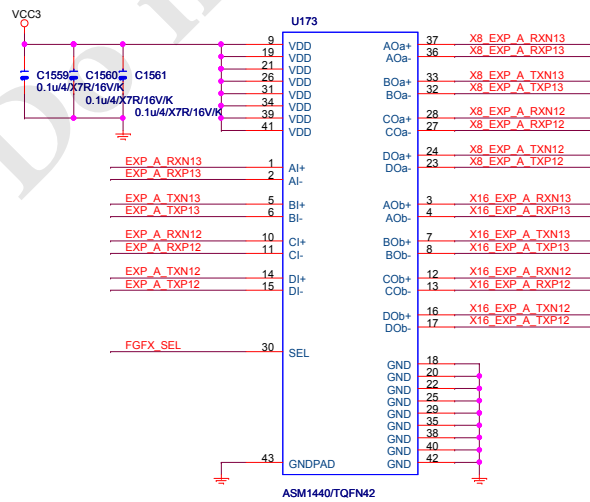 VCC3
U173
9 VDD
19 VDD
21 VDD
26 VDD
31 VDD
34 VDD
39 VDD
41 VDD
C1559
C1560
C1561
0.1u/4/X7R/16V/K
0.1u/4/X7R/16V/K
0.1u/4/X7R/16V/K
EXP_A_RXN13 1 AI+
EXP_A_RXP13 2 AI-
EXP_A_TXN13 5 BI+
EXP_A_TXP13 6 BI-
EXP_A_RXN12 10 CI+
EXP_A_RXP12 11 CI-
EXP_A_TXN12 14 DI+
EXP_A_TXP12 15 DI-
FGFX_SEL 30 SEL
43 GNDPAD
AOa+ 37 X8_EXP_A_RXN13
AOa- 36 X8_EXP_A_RXP13
BOa+ 33 X8_EXP_A_TXN13
BOa- 32 X8_EXP_A_TXP13
COa+ 28 X8_EXP_A_RXN12
COa- 27 X8_EXP_A_RXP12
DOa+ 24 X8_EXP_A_TXN12
DOa- 23 X8_EXP_A_TXP12
AOb+ 3 X16_EXP_A_RXN13
AOb- 4 X16_EXP_A_RXP13
BOb+ 7 X16_EXP_A_TXN13
BOb- 8 X16_EXP_A_TXP13
COb+ 12 X16_EXP_A_RXN12
COb- 13 X16_EXP_A_RXP12
DOb+ 16 X16_EXP_A_TXN12
DOb- 17 X16_EXP_A_TXP12
GND 18
GND 20
GND 22
GND 25
GND 29
GND 35
GND 38
GND 40
GND 42
ASM1440/TQFN42
Do